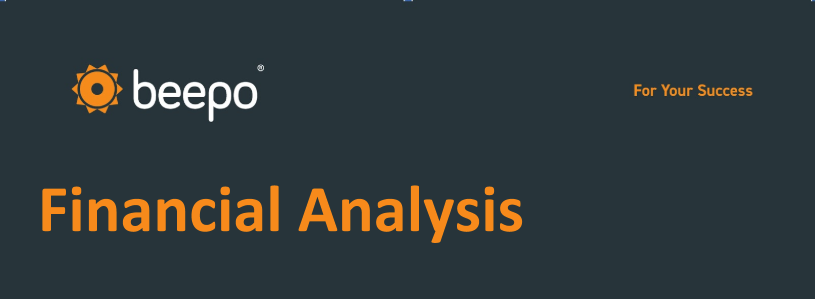 beepo®
For Your Success
Financial Analysis